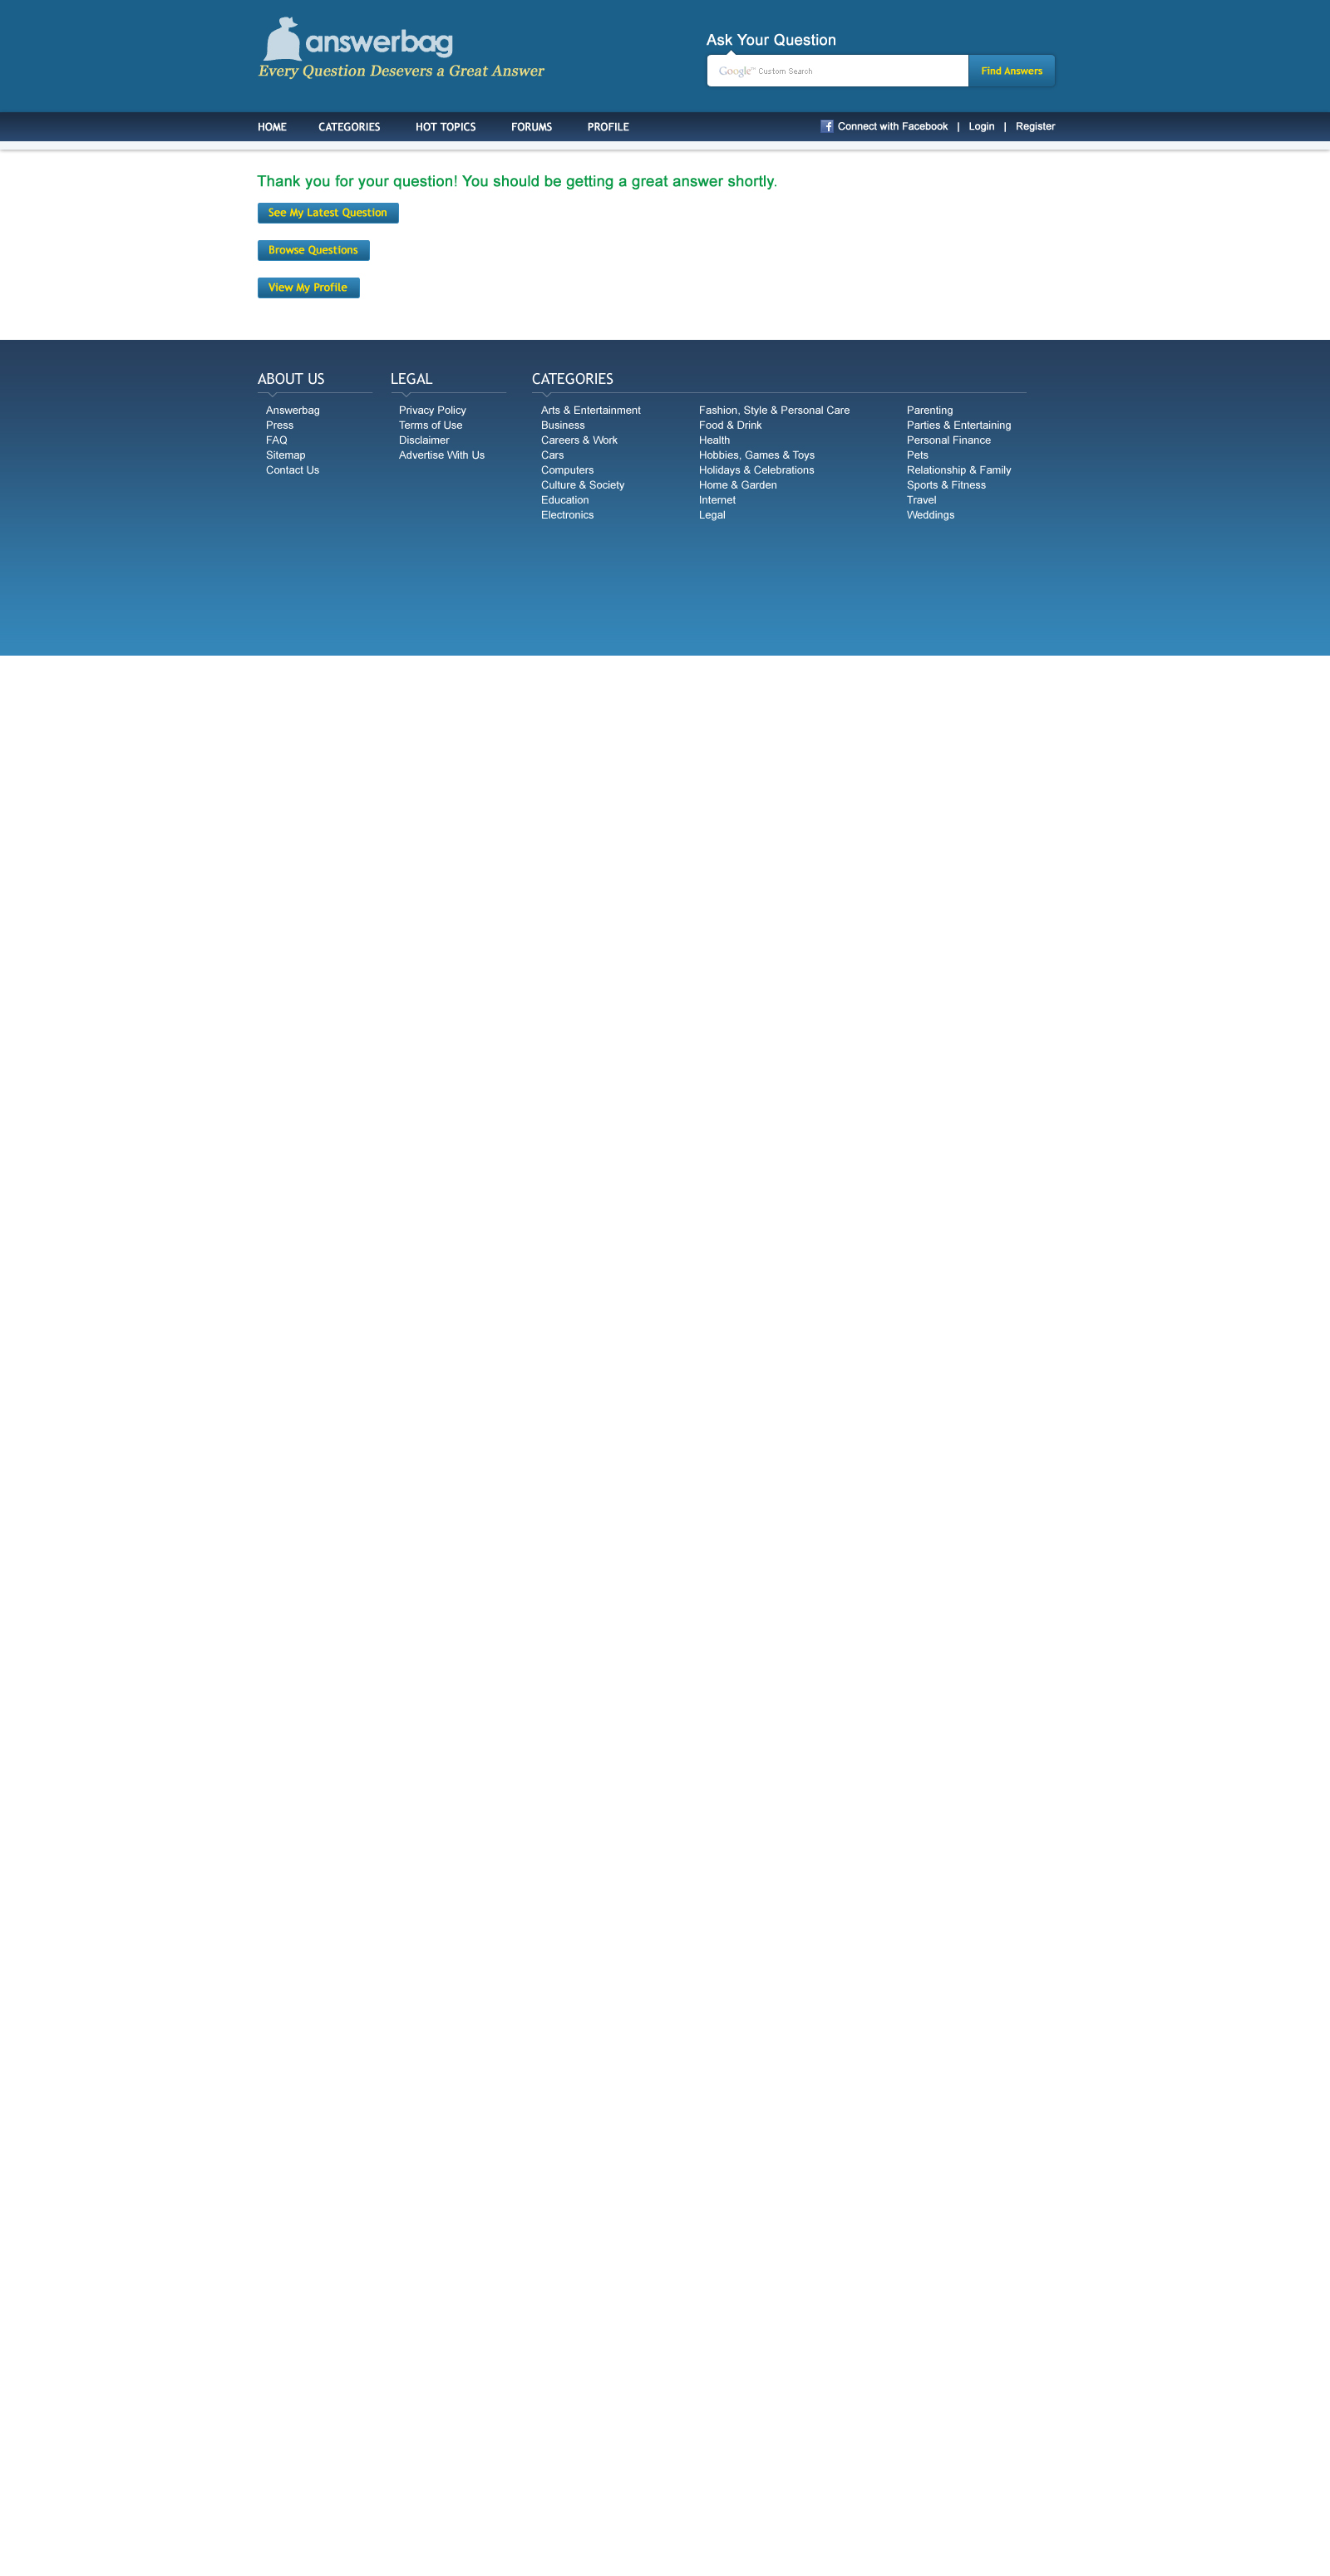 answerbag
Every Question Desevers a Great Answer
Ask Your Question
Google™ Custom Search
Find Answers
HOME CATEGORIES HOT TOPICS FORUMS PROFILE
Connect with Facebook | Login | Register
Thank you for your question! You should be getting a great answer shortly.
See My Latest Question
Browse Questions
View My Profile
ABOUT US
Answerbag
Press
FAQ
Sitemap
Contact Us
LEGAL
Privacy Policy
Terms of Use
Disclaimer
Advertise With Us
CATEGORIES
Arts & Entertainment
Business
Careers & Work
Cars
Computers
Culture & Society
Education
Electronics
Fashion, Style & Personal Care
Food & Drink
Health
Hobbies, Games & Toys
Holidays & Celebrations
Home & Garden
Internet
Legal
Parenting
Parties & Entertaining
Personal Finance
Pets
Relationship & Family
Sports & Fitness
Travel
Weddings